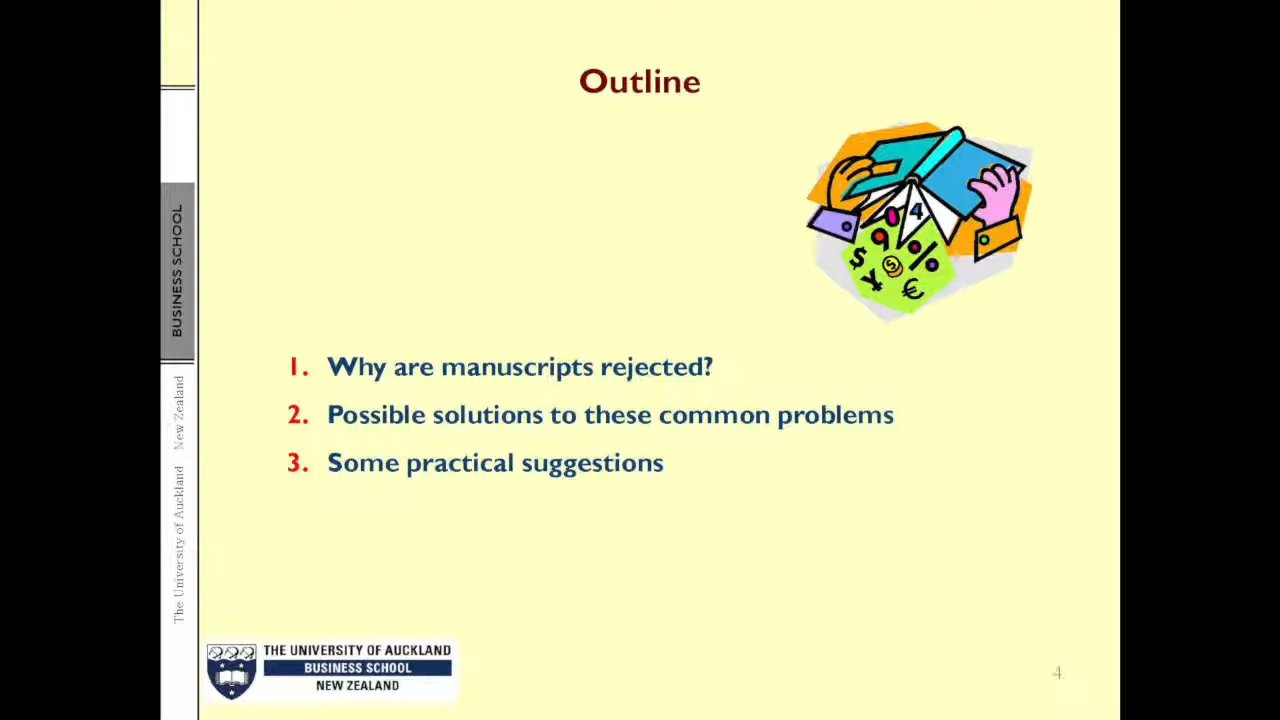 Outline
4
$
%
¥
€
1. Why are manuscripts rejected?
2. Possible solutions to these common problems
3. Some practical suggestions
BUSINESS SCHOOL
The University of Auckland New Zealand
THE UNIVERSITY OF AUCKLAND
BUSINESS SCHOOL
NEW ZEALAND
4